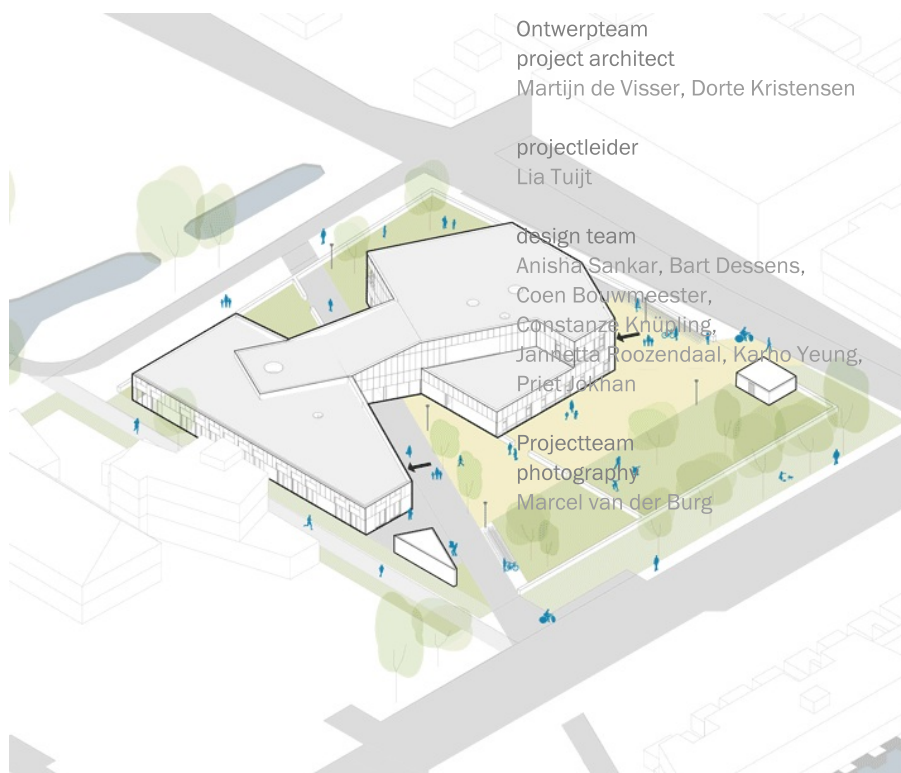 Ontwerpteam
project architect
Martijn de Visser, Dorte Kristensen
projectleider
Lia Tuijt
design team
Anisha Sankar, Bart Dessens,
Coen Bouwmeester,
Constanze Knüpling,
Jannetta Roozendaal, Karho Yeung,
Priet Jokhan
Projectteam
photography
Marcel van der Burg